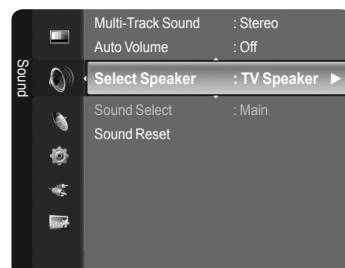 Sound
Multi-Track Sound : Stereo
Auto Volume : Off
Select Speaker : TV Speaker ►
Sound Select : Main
Sound Reset